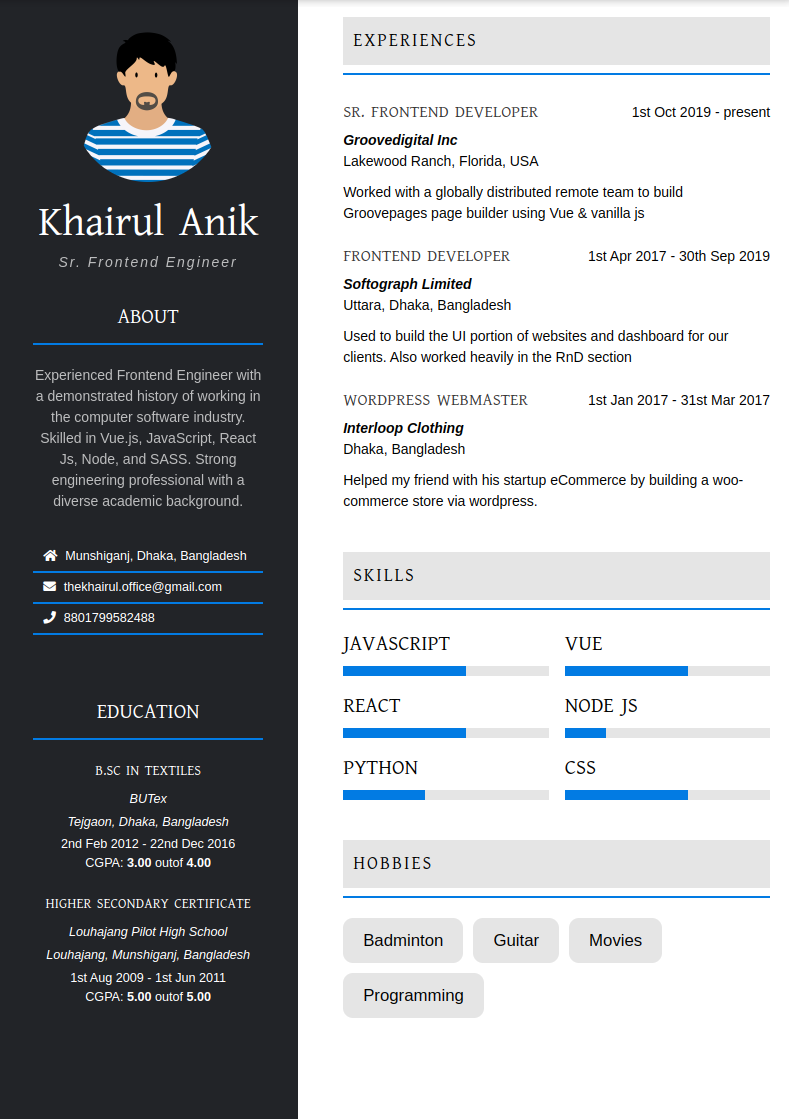 Khairul Anik
Sr. Frontend Engineer
ABOUT
Experienced Frontend Engineer with
a demonstrated history of working in
the computer software industry.
Skilled in Vue.js, JavaScript, React
Js, Node, and SASS. Strong
engineering professional with a
diverse academic background.
Munshiganj, Dhaka, Bangladesh
thekhairul.office@gmail.com
8801799582488
EDUCATION
B.SC IN TEXTILES
BUTex
Tejgaon, Dhaka, Bangladesh
2nd Feb 2012 - 22nd Dec 2016
CGPA: 3.00 outof 4.00
HIGHER SECONDARY CERTIFICATE
Louhajang Pilot High School
Louhajang, Munshiganj, Bangladesh
1st Aug 2009 - 1st Jun 2011
CGPA: 5.00 outof 5.00
EXPERIENCES
SR. FRONTEND DEVELOPER 1st Oct 2019 - present
Groovedigital Inc
Lakewood Ranch, Florida, USA
Worked with a globally distributed remote team to build
Groovepages page builder using Vue & vanilla js
FRONTEND DEVELOPER 1st Apr 2017 - 30th Sep 2019
Softograph Limited
Uttara, Dhaka, Bangladesh
Used to build the UI portion of websites and dashboard for our
clients. Also worked heavily in the RnD section
WORDPRESS WEBMASTER 1st Jan 2017 - 31st Mar 2017
Interloop Clothing
Dhaka, Bangladesh
Helped my friend with his startup eCommerce by building a woo-
commerce store via wordpress.
SKILLS
JAVASCRIPT VUE
REACT NODE JS
PYTHON CSS
HOBBIES
Badminton Guitar Movies
Programming